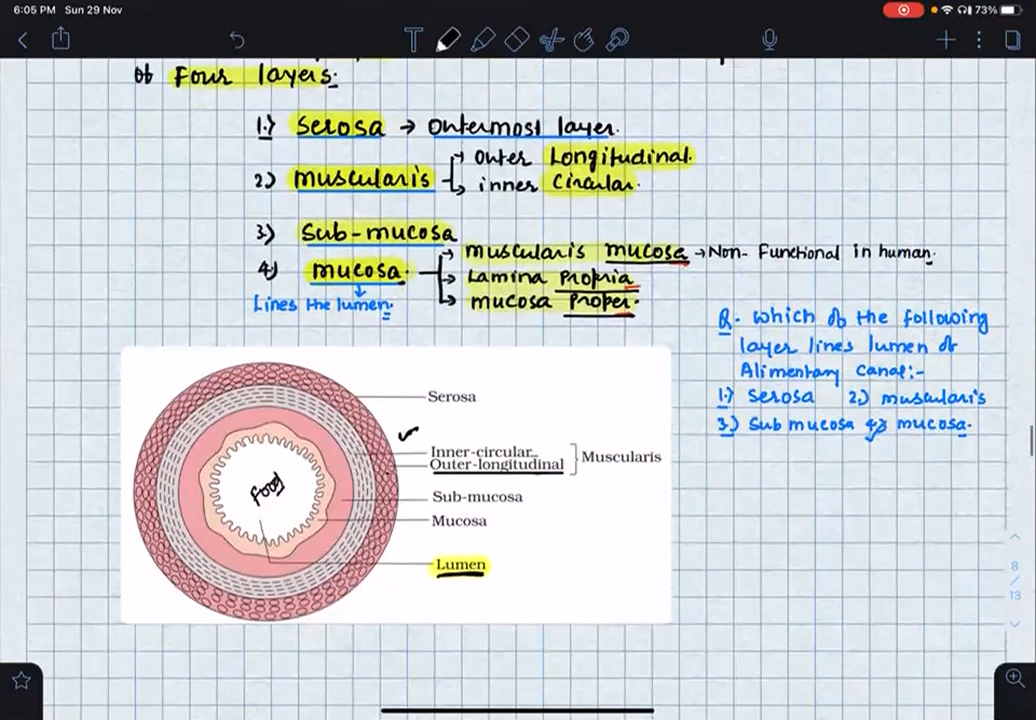 6:05 PM Sun 29 Nov
73%
of Four layers.
1.) Serosa → Outermost layer.
2) muscularis
outer Longitudinal.
inner Circular.
3) Sub-mucosa
4) mucosa.
muscularis mucosa → Non-Functional in human.
Lamina Propria
mucosa Proper.
Lines the lumen.
Q. which of the following
layer lines lumen of
Alimentary Canal:-
1.) Serosa 2.) muscularis
3.) Sub mucosa 4.) mucosa.
Serosa
Inner-circular
Outer-longitudinal
Muscularis
Sub-mucosa
Mucosa
Lumen
Food
8
/
13